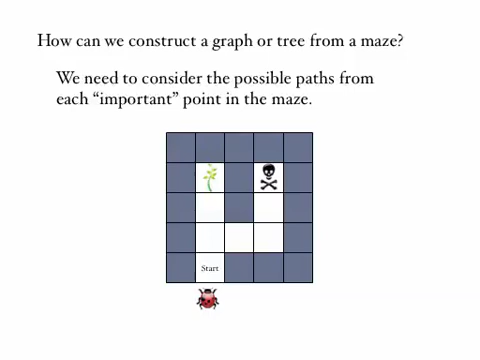 How can we construct a graph or tree from a maze?
We need to consider the possible paths from
each “important” point in the maze.
Start